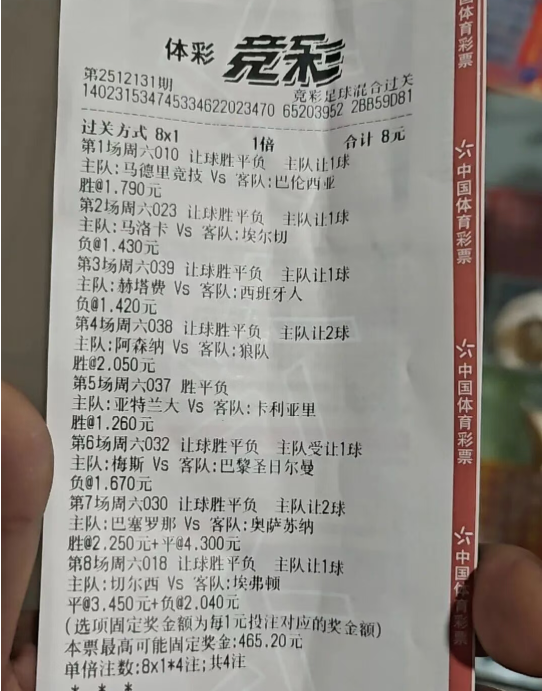 体彩 竞彩
第2512131期 竞彩足球混合过关
140231534745334622023470 65203952 2BB59D81
过关方式 8x1 1倍 合计 8元
第1场周六010 让球胜平负 主队让1球
主队:马德里竞技 Vs 客队:巴伦西亚
胜@1.790元
第2场周六023 让球胜平负 主队让1球
主队:马洛卡 Vs 客队:埃尔切
负@1.430元
第3场周六039 让球胜平负 主队让1球
主队:赫塔费 Vs 客队:西班牙人
负@1.420元
第4场周六038 让球胜平负 主队让2球
主队:阿森纳 Vs 客队:狼队
胜@2.050元
第5场周六037 胜平负
主队:亚特兰大 Vs 客队:卡利亚里
胜@1.260元
第6场周六032 让球胜平负 主队受让1球
主队:梅斯 Vs 客队:巴黎圣日尔曼
负@1.670元
第7场周六030 让球胜平负 主队让2球
主队:巴塞罗那 Vs 客队:奥萨苏纳
胜@2.250元+平@4.300元
第8场周六018 让球胜平负 主队让1球
主队:切尔西 Vs 客队:埃弗顿
平@3.450元+负@2.040元
(选项固定奖金额为每1元投注对应的奖金额)
本票最高可能固定奖金:465.20元
单倍注数:8x1*4注;共4注
* * *
国体育彩票
中国体育彩票
中国体育彩票
中国体育彩票